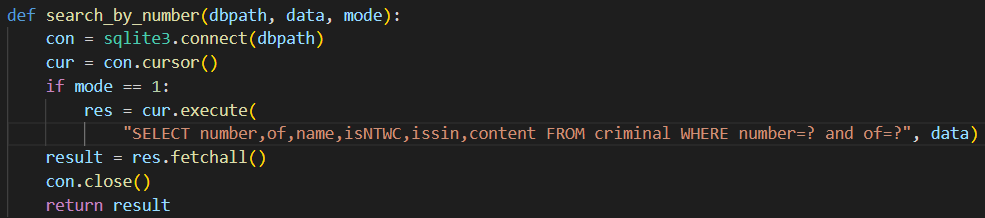 def search_by_number(dbpath, data, mode):
    con = sqlite3.connect(dbpath)
    cur = con.cursor()
    if mode == 1:
        res = cur.execute(
            "SELECT number,of,name,isNTWC,issin,content FROM criminal WHERE number=? and of=?", data)
    result = res.fetchall()
    con.close()
    return result